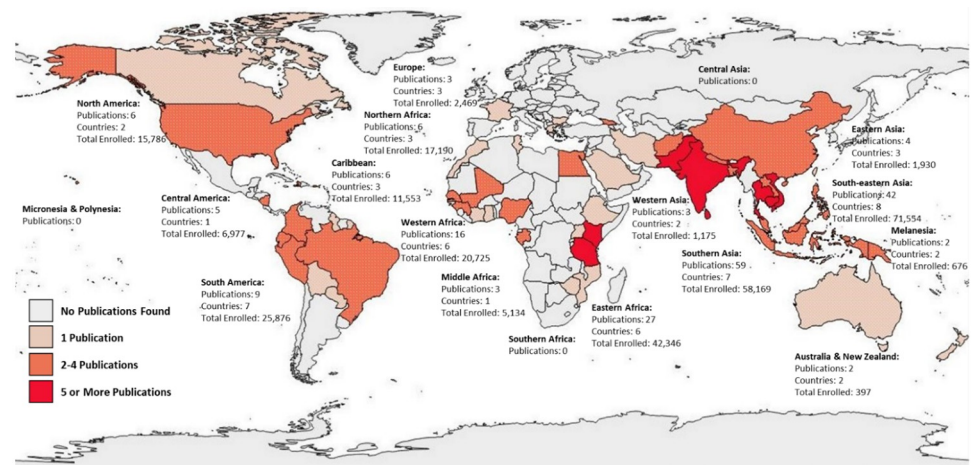 Europe:
Publications: 3
Countries: 3
Total Enrolled: 2,469
Central Asia:
Publications: 0
North America:
Publications: 6
Countries: 2
Total Enrolled: 15,786
Northern Africa:
Publications: 6
Countries: 3
Total Enrolled: 17,190
Eastern Asia:
Publications: 4
Countries: 3
Total Enrolled: 1,930
Caribbean:
Publications: 6
Countries: 3
Total Enrolled: 11,553
South-eastern Asia:
Publications: 42
Countries: 8
Total Enrolled: 71,554
Central America:
Publications: 5
Countries: 1
Total Enrolled: 6,977
Micronesia & Polynesia:
Publications: 0
Western Asia:
Publications: 3
Countries: 2
Total Enrolled: 1,175
Western Africa:
Publications: 16
Countries: 6
Total Enrolled: 20,725
Melanesia:
Publications: 2
Countries: 2
Total Enrolled: 676
Southern Asia:
Publications: 59
Countries: 7
Total Enrolled: 58,169
South America:
Publications: 9
Countries: 7
Total Enrolled: 25,876
Middle Africa:
Publications: 3
Countries: 1
Total Enrolled: 5,134
Eastern Africa:
Publications: 27
Countries: 6
Total Enrolled: 42,346
Southern Africa:
Publications: 0
Australia & New Zealand:
Publications: 2
Countries: 2
Total Enrolled: 397
No Publications Found
1 Publication
2-4 Publications
5 or More Publications